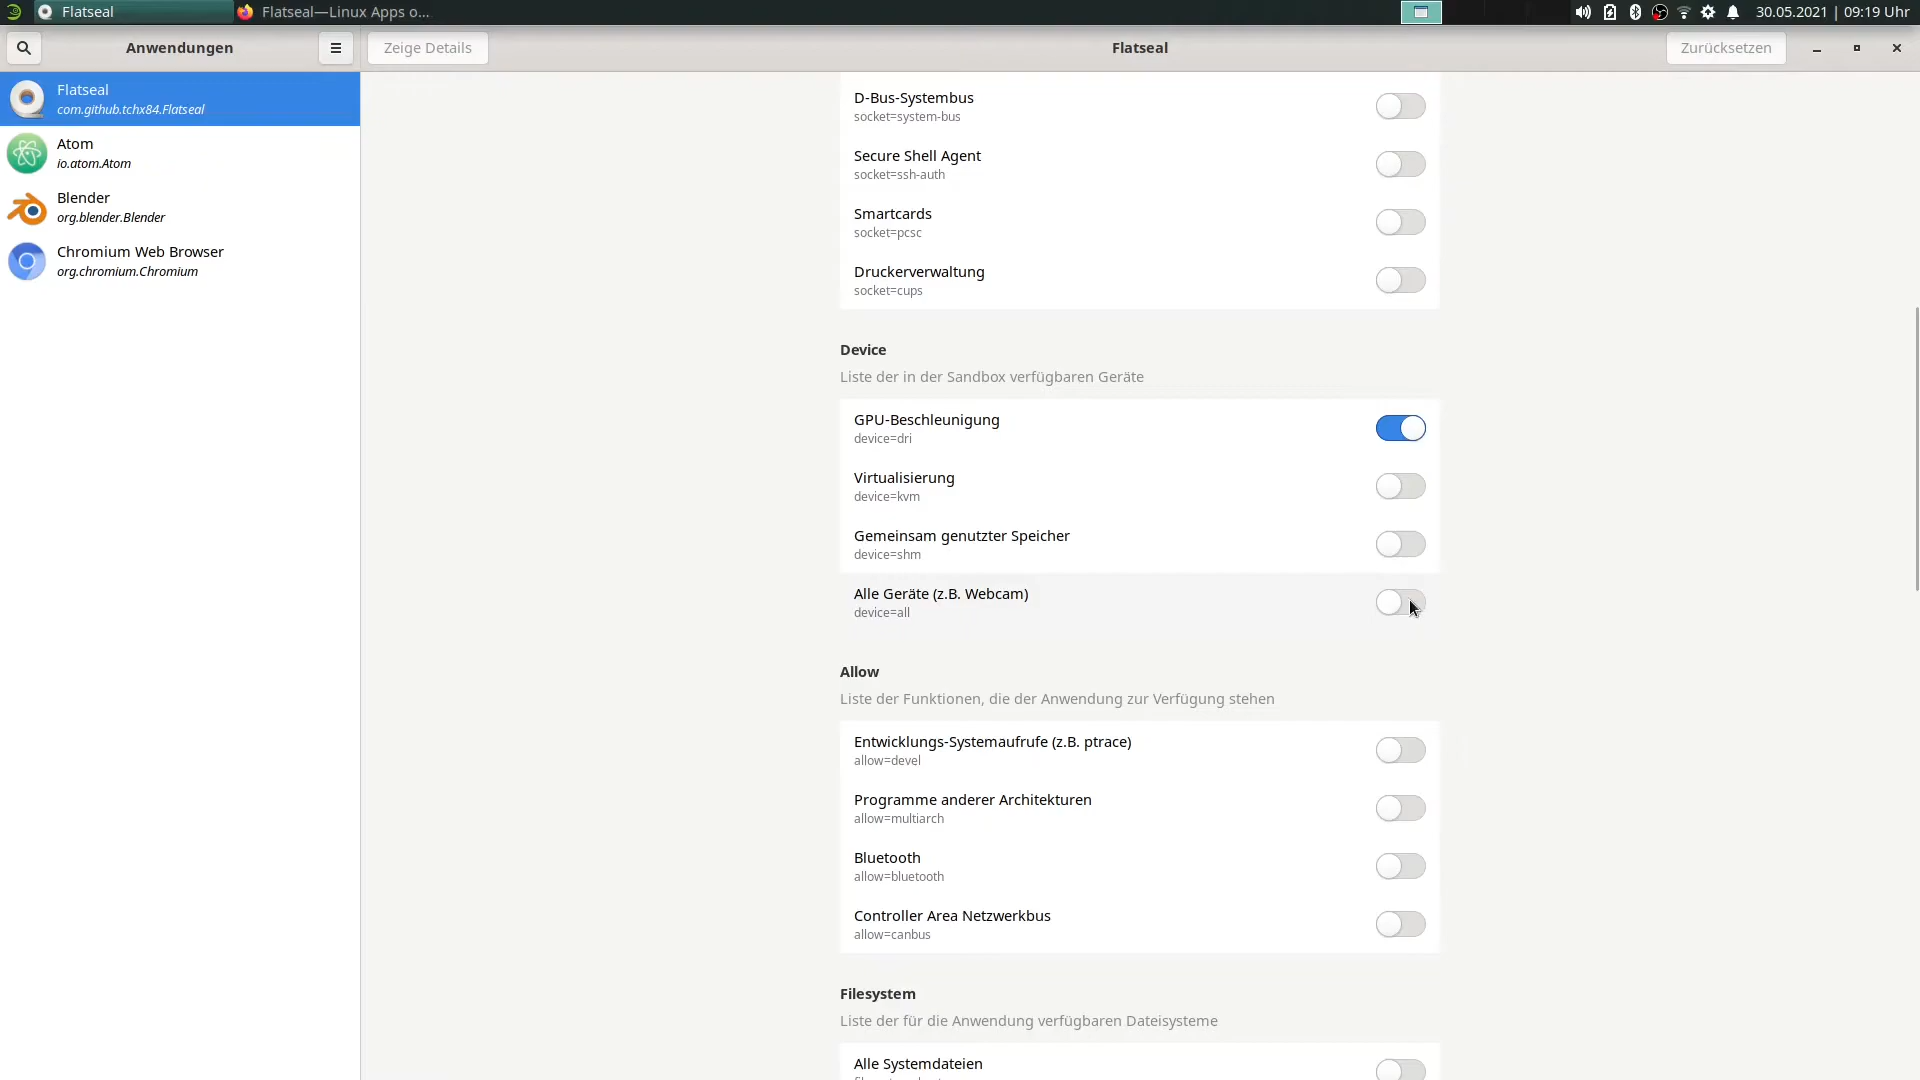 Flatseal
Flatseal—Linux Apps o...
30.05.2021 | 09:19 Uhr
Anwendungen
Zeige Details
Flatseal
Zurücksetzen
Flatseal
com.github.tchx84.Flatseal
Atom
io.atom.Atom
Blender
org.blender.Blender
Chromium Web Browser
org.chromium.Chromium
D-Bus-Systembus
socket=system-bus
Secure Shell Agent
socket=ssh-auth
Smartcards
socket=pcsc
Druckerverwaltung
socket=cups
Device
Liste der in der Sandbox verfügbaren Geräte
GPU-Beschleunigung
device=dri
Virtualisierung
device=kvm
Gemeinsam genutzter Speicher
device=shm
Alle Geräte (z.B. Webcam)
device=all
Allow
Liste der Funktionen, die der Anwendung zur Verfügung stehen
Entwicklungs-Systemaufrufe (z.B. ptrace)
allow=devel
Programme anderer Architekturen
allow=multiarch
Bluetooth
allow=bluetooth
Controller Area Netzwerkbus
allow=canbus
Filesystem
Liste der für die Anwendung verfügbaren Dateisysteme
Alle Systemdateien